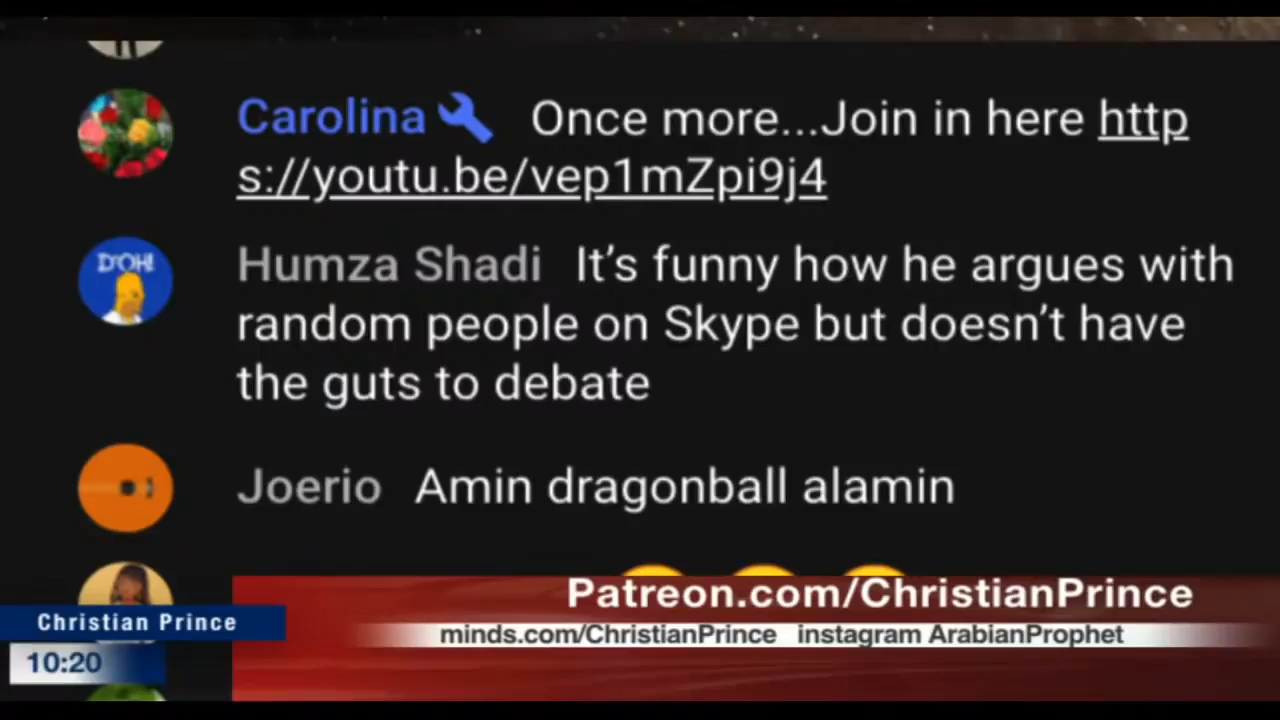 Carolina Once more...Join in here http
s://youtu.be/vep1mZpi9j4
D'OH!
Humza Shadi It's funny how he argues with
random people on Skype but doesn't have
the guts to debate
Joerio Amin dragonball alamin
Patreon.com/ChristianPrince
Christian Prince
minds.com/ChristianPrince instagram ArabianProphet
10:20